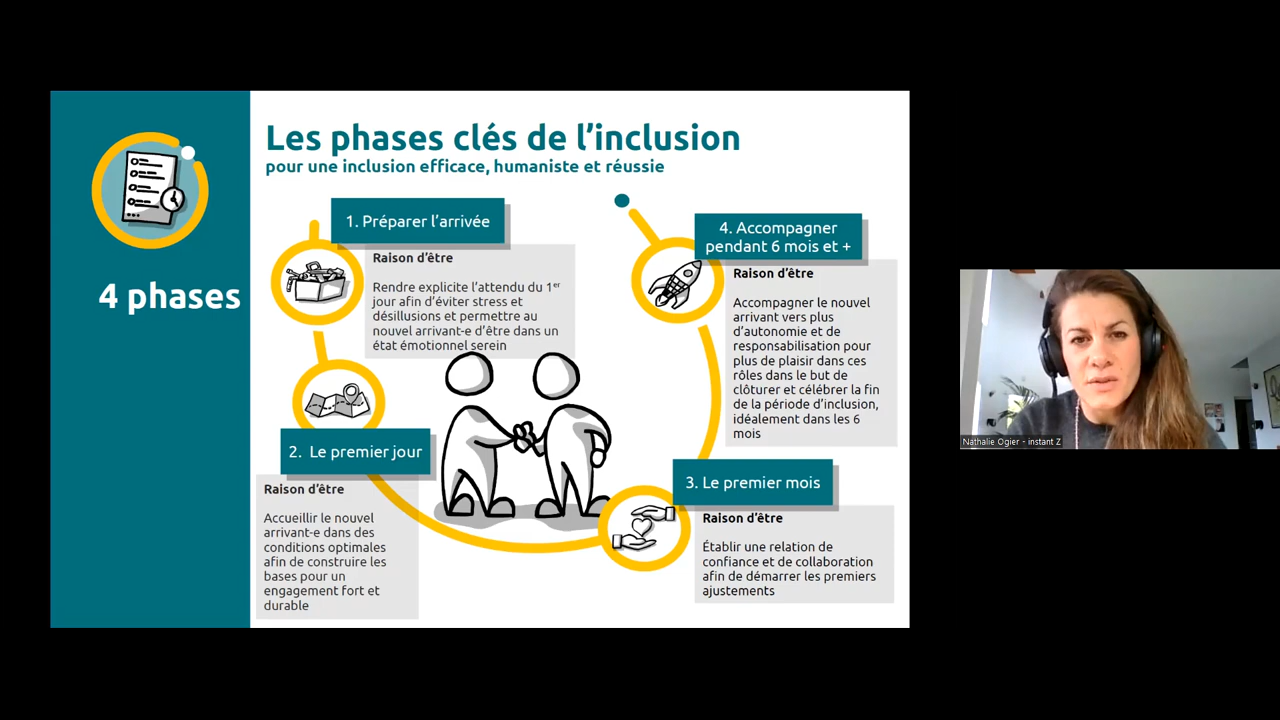 4 phases
Les phases clés de l'inclusion
pour une inclusion efficace, humaniste et réussie
1. Préparer l'arrivée
Raison d'être
Rendre explicite l'attendu du 1er
jour afin d'éviter stress et
désillusions et permettre au
nouvel arrivant-e d'être dans un
état émotionnel serein
2. Le premier jour
Raison d'être
Accueillir le nouvel
arrivant-e dans des
conditions optimales
afin de construire les
bases pour un
engagement fort et
durable
3. Le premier mois
Raison d'être
Établir une relation de
confiance et de collaboration
afin de démarrer les premiers
ajustements
4. Accompagner
pendant 6 mois et +
Raison d'être
Accompagner le nouvel
arrivant vers plus
d'autonomie et de
responsabilisation pour
plus de plaisir dans ces
rôles dans le but de
clôturer et célébrer la fin
de la période d'inclusion,
idéalement dans les 6
mois
Nathalie Ogier - instant Z